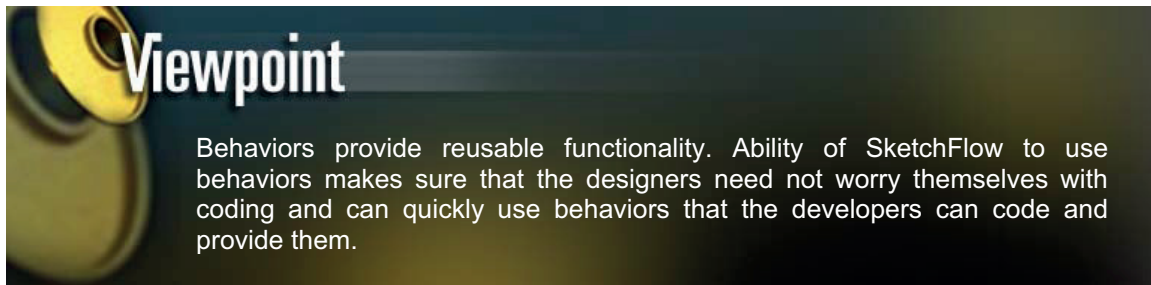 Viewpoint
Behaviors provide reusable functionality. Ability of SketchFlow to use
behaviors makes sure that the designers need not worry themselves with
coding and can quickly use behaviors that the developers can code and
provide them.